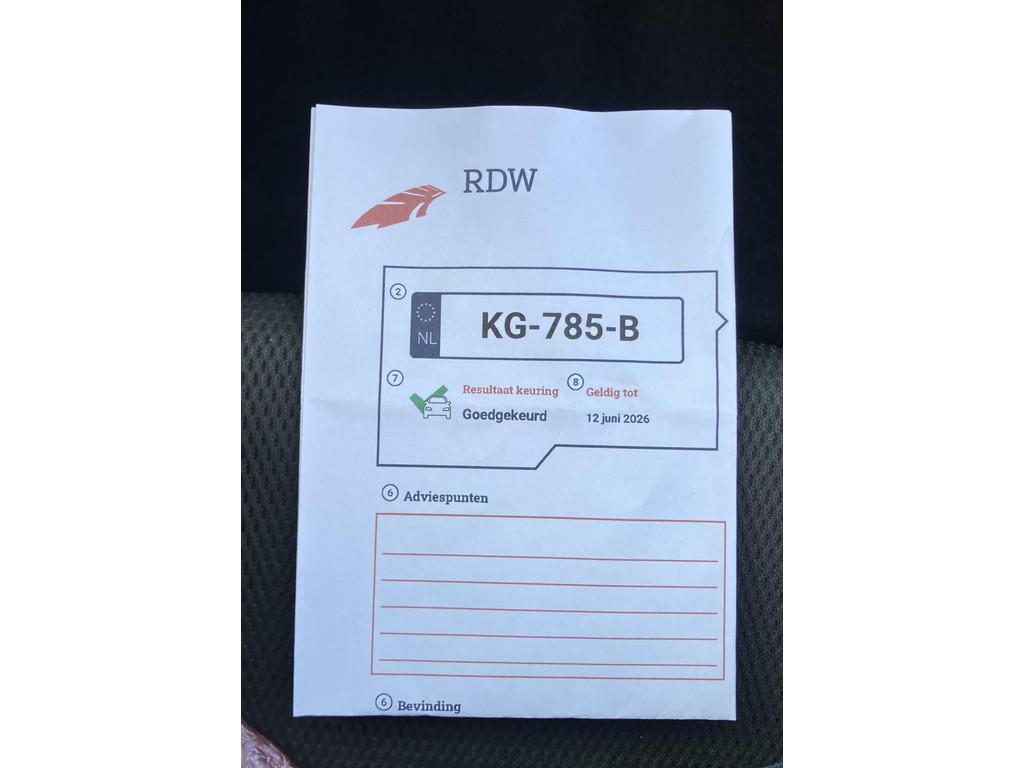 RDW
2
NL KG-785-B
7 Resultaat keuring 8 Geldig tot
Goedgekeurd 12 juni 2026
6 Adviespunten
6 Bevinding